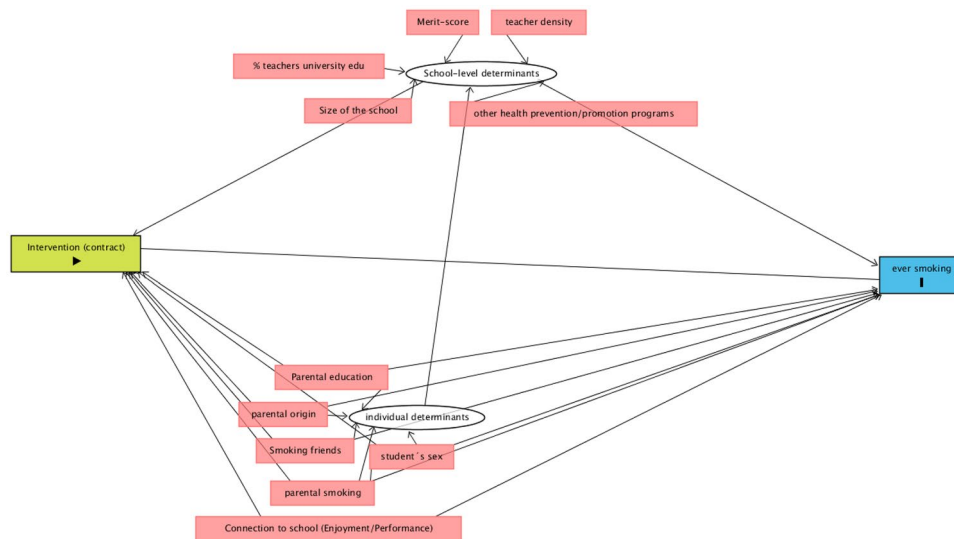 Merit-score
teacher density
% teachers university edu
School-level determinants
Size of the school
other health prevention/promotion programs
Intervention (contract)
ever smoking
Parental education
parental origin
individual determinants
Smoking friends
student´s sex
parental smoking
Connection to school (Enjoyment/Performance)